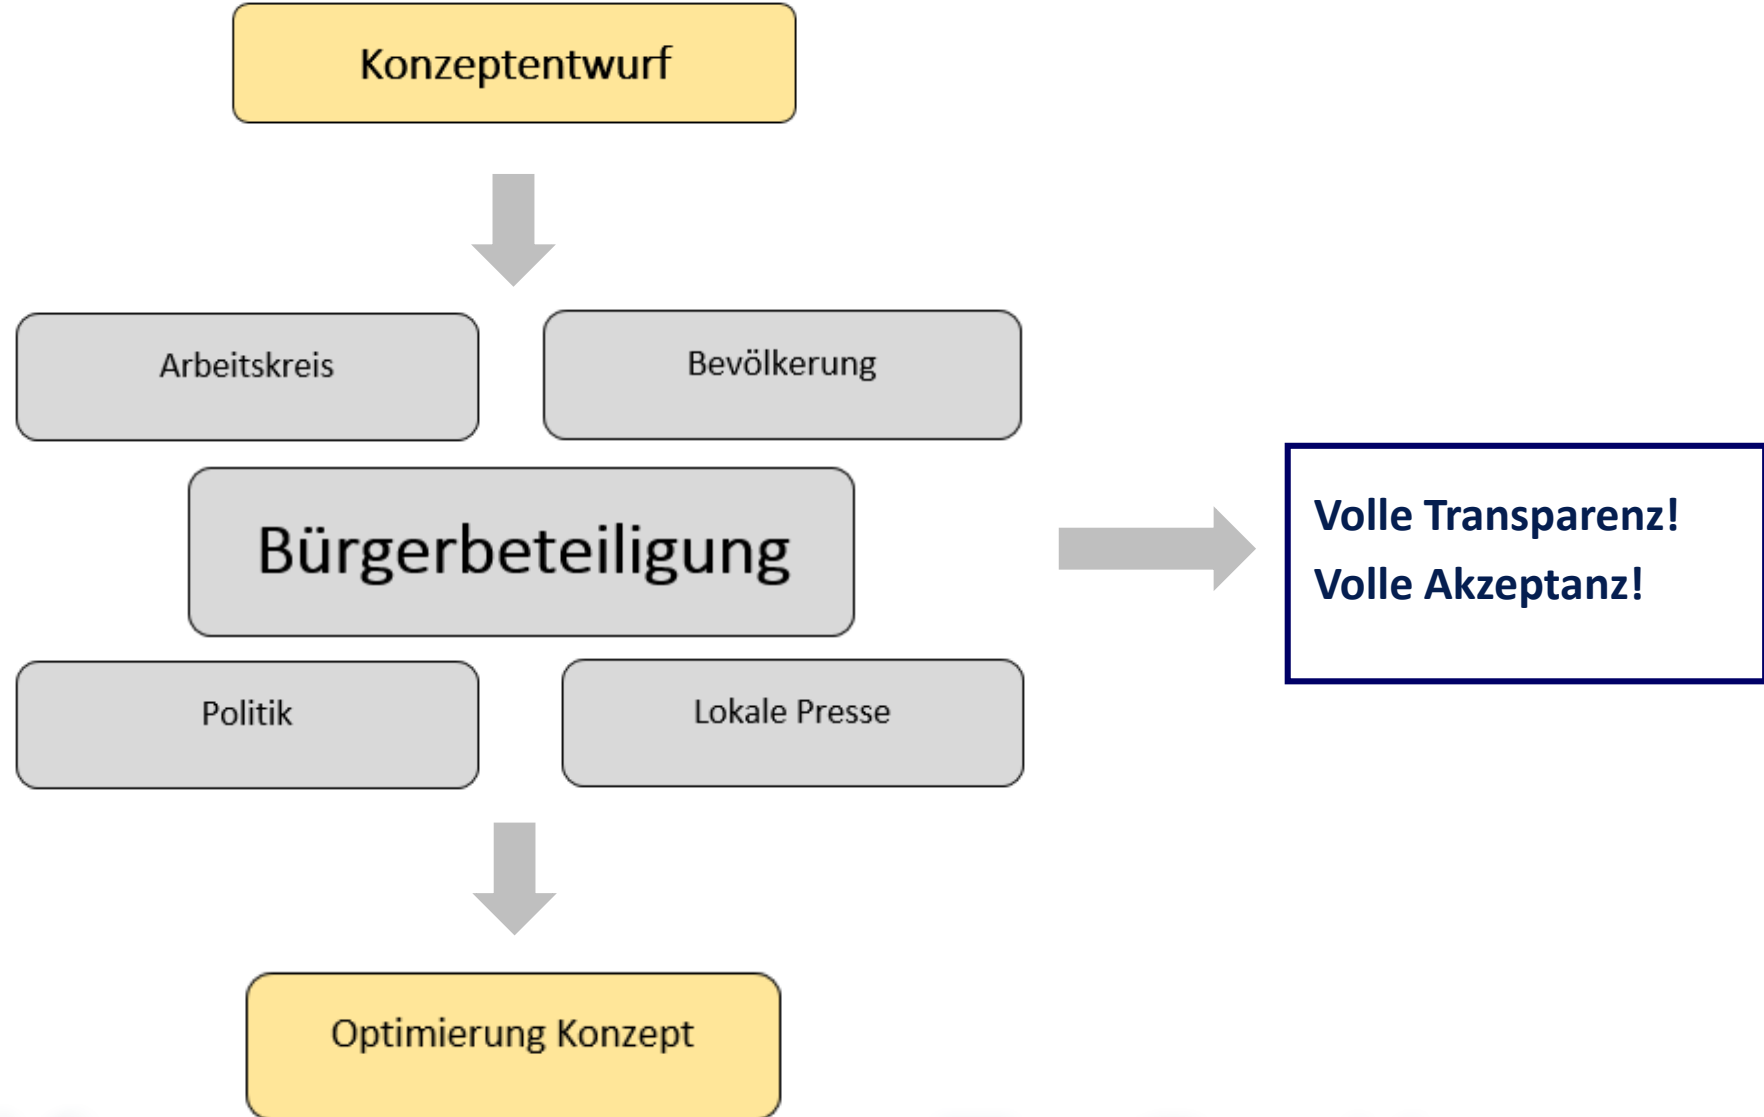 Konzeptentwurf
Arbeitskreis
Bevölkerung
Bürgerbeteiligung
Politik
Lokale Presse
Volle Transparenz!
Volle Akzeptanz!
Optimierung Konzept